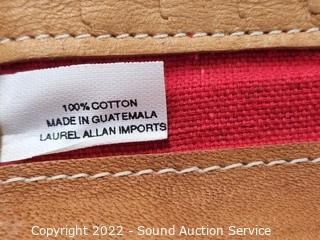 100% COTTON
MADE IN GUATEMALA
LAUREL ALLAN IMPORTS
Copyright 2022 - Sound Auction Service